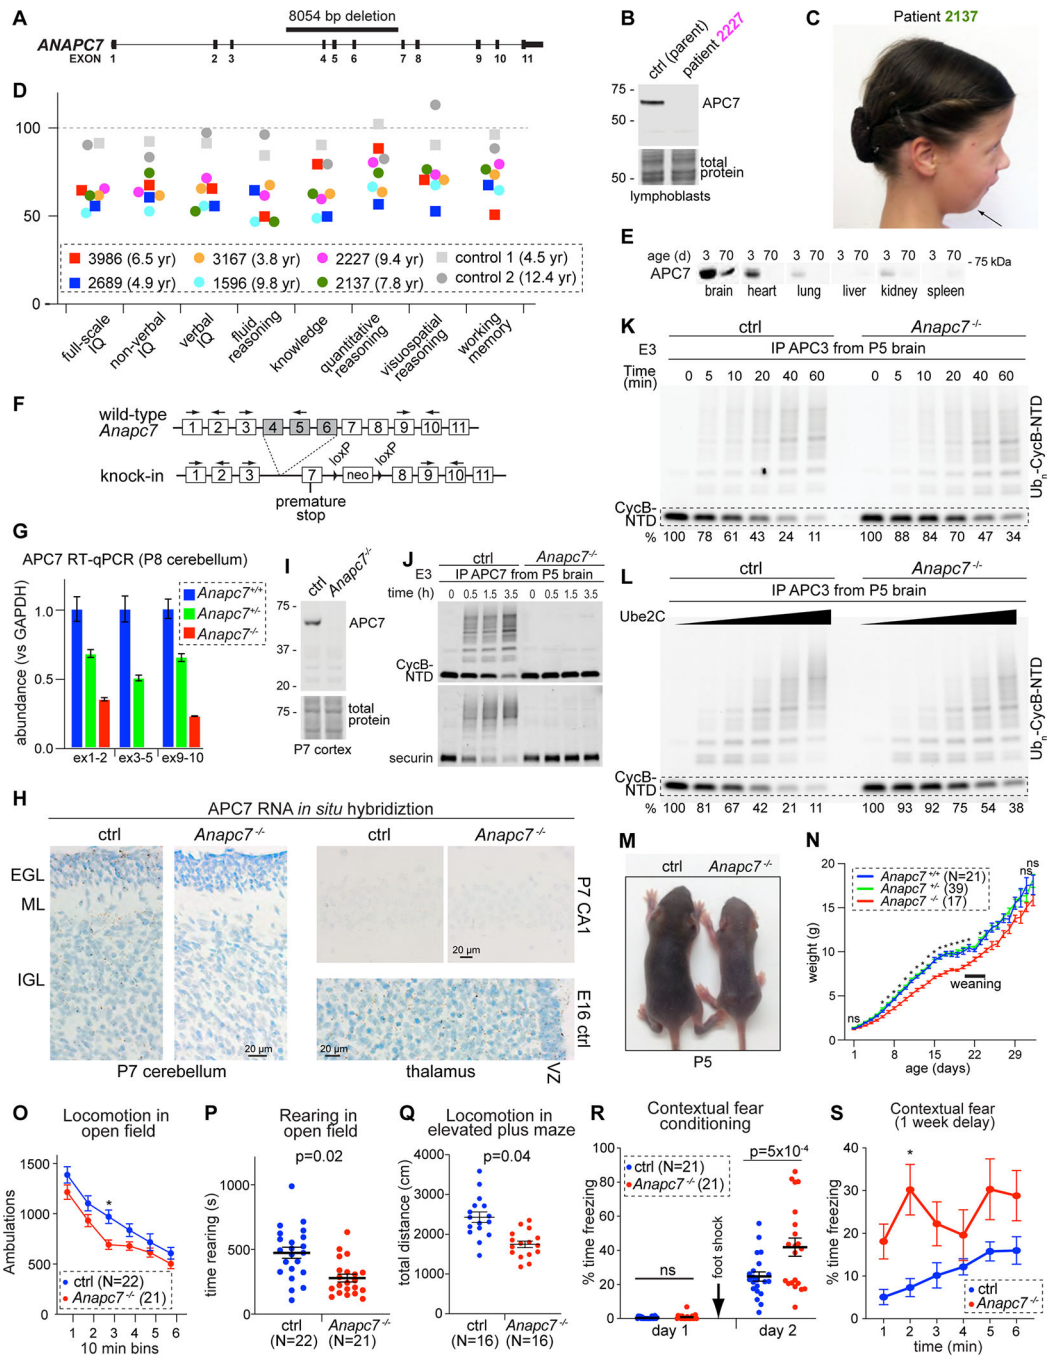 A
8054 bp deletion
ANAPC7
EXON 1 2 3 4 5 6 7 8 9 10 11
B
ctrl (parent)
patient 2227
75 -
50 -
APC7
50 -
total
protein
lymphoblasts
C
Patient 2137
D
100
50
0
3986 (6.5 yr) 3167 (3.8 yr) 2227 (9.4 yr) control 1 (4.5 yr)
2689 (4.9 yr) 1596 (9.8 yr) 2137 (7.8 yr) control 2 (12.4 yr)
full-scale IQ
non-verbal IQ
verbal IQ
fluid reasoning
knowledge
quantitative reasoning
visuospatial reasoning
working memory
E
age (d) 3 70 3 70 3 70 3 70 3 70 3 70
APC7
- 75 kDa
brain heart lung liver kidney spleen
F
wild-type
Anapc7
1 2 3 4 5 6 7 8 9 10 11
loxP loxP
knock-in
1 2 3 7 neo 8 9 10 11
premature
stop
G
APC7 RT-qPCR (P8 cerebellum)
abundance (vs GAPDH)
1.0
0.5
0.0
Anapc7+/+
Anapc7+/-
Anapc7-/-
ex1-2 ex3-5 ex9-10
I
ctrl
Anapc7-/-
75-
37-
20-
APC7
75-
total
protein
P7 cortex
J
ctrl Anapc7-/-
E3 IP APC7 from P5 brain
time (h) 0 0.5 1.5 3.5 0 0.5 1.5 3.5
CycB-
NTD
securin
K
ctrl Anapc7-/-
E3 IP APC3 from P5 brain
Time
(min) 0 5 10 20 40 60 0 5 10 20 40 60
Ubn-CycB-NTD
CycB-
NTD
% 100 78 61 43 24 11 100 88 84 70 47 34
L
ctrl Anapc7-/-
IP APC3 from P5 brain
Ube2C
Ubn-CycB-NTD
CycB-
NTD
% 100 81 67 42 21 11 100 93 92 75 54 38
H
APC7 RNA in situ hybridiztion
ctrl Anapc7-/- ctrl Anapc7-/-
EGL
ML
IGL
20 μm
P7 cerebellum
P7 CA1
20 μm
E16 ctrl
20 μm
thalamus
VZ
M
ctrl Anapc7-/-
P5
N
weight (g)
20
15
10
5
0
Anapc7+/+ (N=21)
Anapc7+/- (39)
Anapc7-/- (17)
ns
ns
weaning
1 8 15 22 29
age (days)
O
Locomotion in
open field
Ambulations
1500
1000
500
0
*
ctrl (N=22)
Anapc7-/- (21)
1 2 3 4 5 6
10 min bins
P
Rearing in
open field
p=0.02
time rearing (s)
1000
500
0
ctrl Anapc7-/-
(N=22) (N=21)
Q
Locomotion in
elevated plus maze
p=0.04
total distance (cm)
4000
3000
2000
1000
0
ctrl Anapc7-/-
(N=16) (N=16)
R
Contextual fear
conditioning
% time freezing
100
80
60
40
20
0
ctrl (N=21)
Anapc7-/- (21)
p=5x10-4
ns
foot shock
day 1 day 2
S
Contextual fear
(1 week delay)
% time freezing
40
30
20
10
0
*
ctrl
Anapc7-/-
1 2 3 4 5 6
time (min)